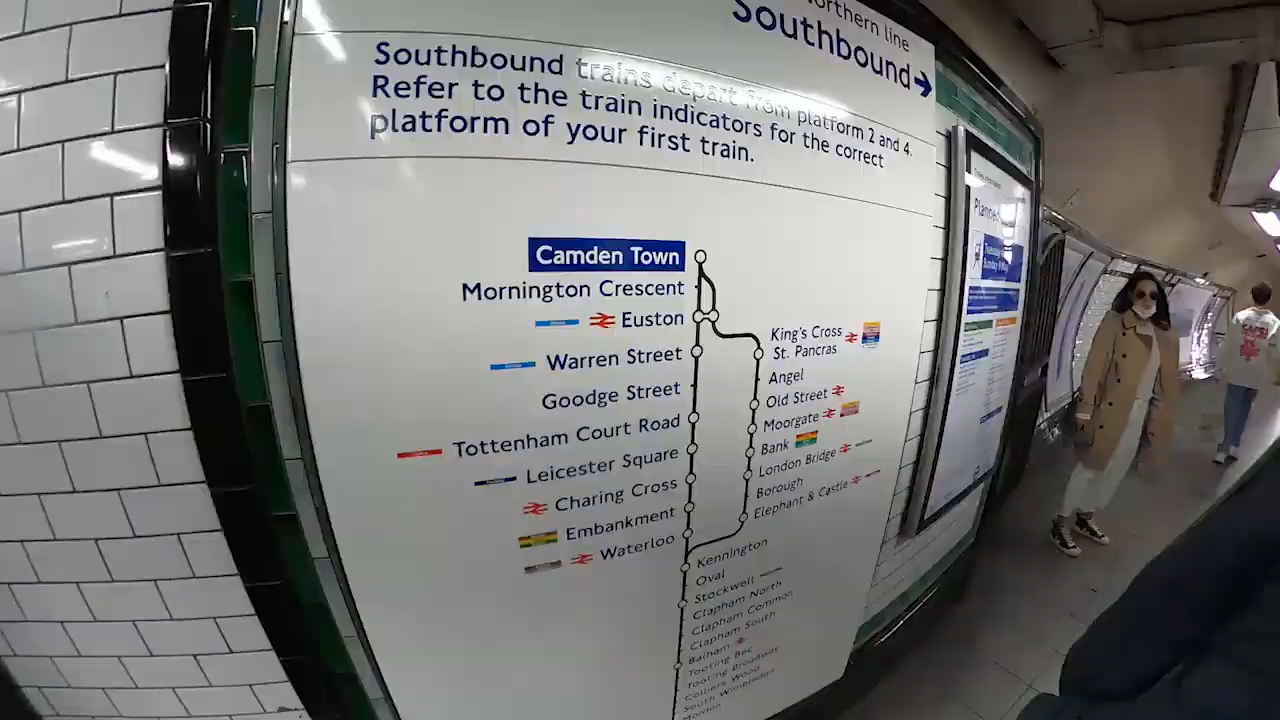 orthern line
Southbound →
Southbound trains depart from platform 2 and 4.
Refer to the train indicators for the correct
platform of your first train.
Camden Town
Mornington Crescent
Euston
Warren Street
Goodge Street
Tottenham Court Road
Leicester Square
Charing Cross
Embankment
Waterloo
King's Cross
St. Pancras
Angel
Old Street
Moorgate
Bank
London Bridge
Borough
Elephant & Castle
Kennington
Oval
Stockwell
Clapham North
Clapham Common
Clapham South
Balham
Tooting Bec
Tooting Broadway
Colliers Wood
South Wimbledon
Morden
Planned